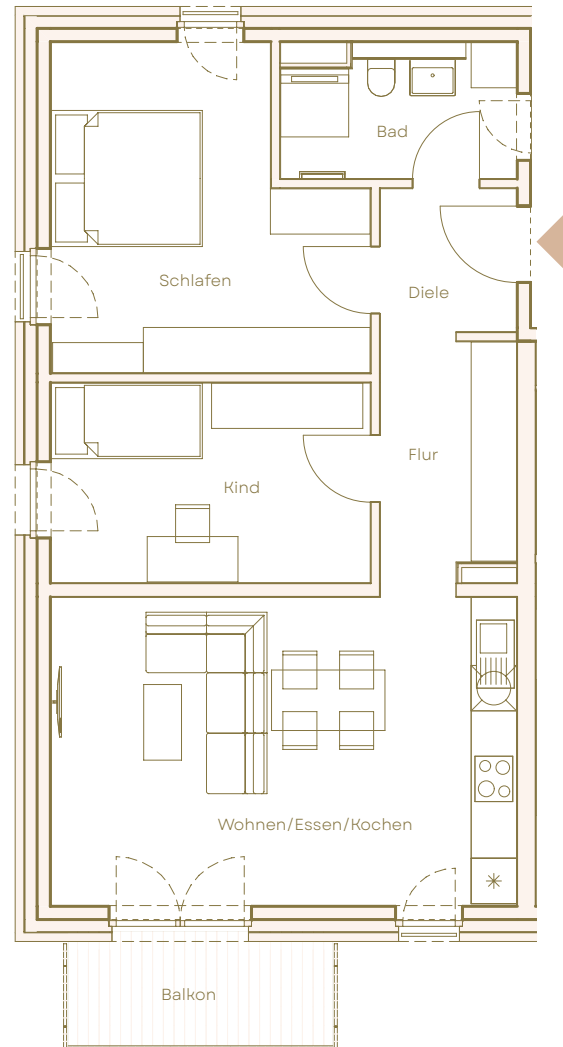 Bad
Schlafen
Diele
Flur
Kind
Wohnen/Essen/Kochen
Balkon